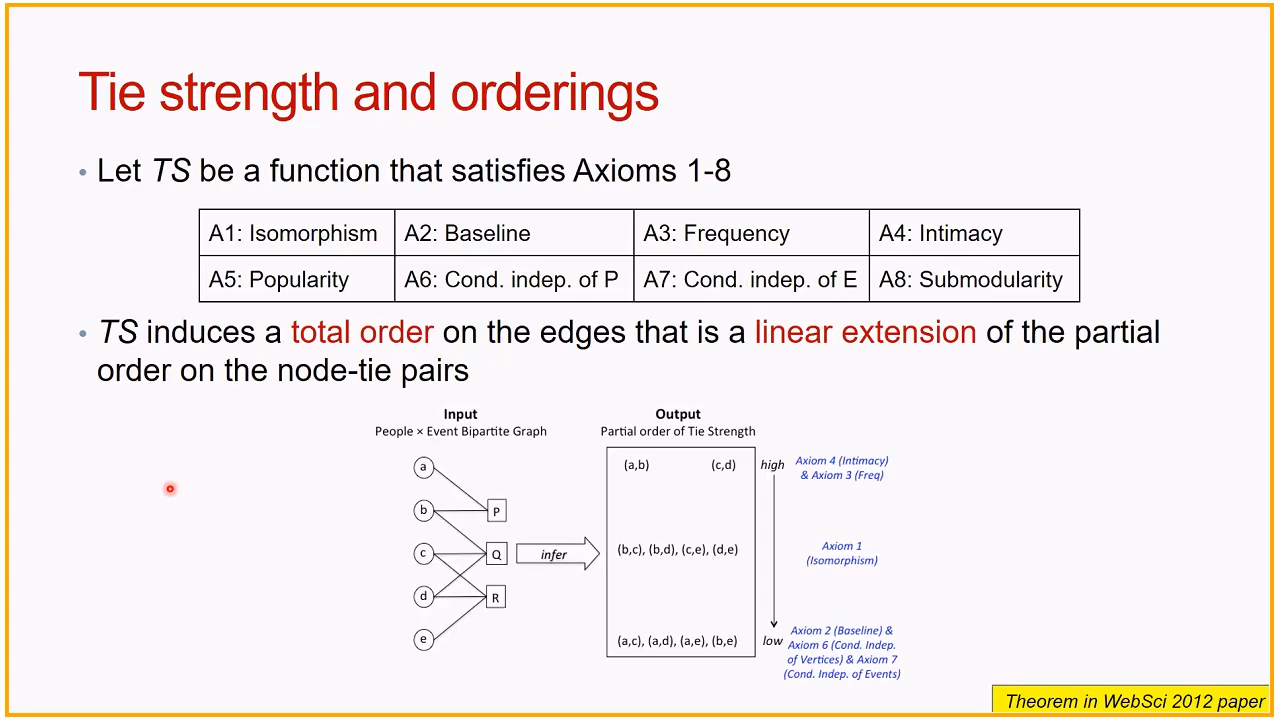 Tie strength and orderings
• Let TS be a function that satisfies Axioms 1-8
A1: Isomorphism A2: Baseline A3: Frequency A4: Intimacy
A5: Popularity A6: Cond. indep. of P A7: Cond. indep. of E A8: Submodularity
• TS induces a total order on the edges that is a linear extension of the partial
order on the node-tie pairs
Input
People × Event Bipartite Graph
a
b
c
d
e
P
Q
R
infer
Output
Partial order of Tie Strength
(a,b) (c,d)
(b,c), (b,d), (c,e), (d,e)
(a,c), (a,d), (a,e), (b,e)
high
low
Axiom 4 (Intimacy)
& Axiom 3 (Freq)
Axiom 1
(Isomorphism)
Axiom 2 (Baseline) &
Axiom 6 (Cond. Indep.
of Vertices) & Axiom 7
(Cond. Indep. of Events)
Theorem in WebSci 2012 paper